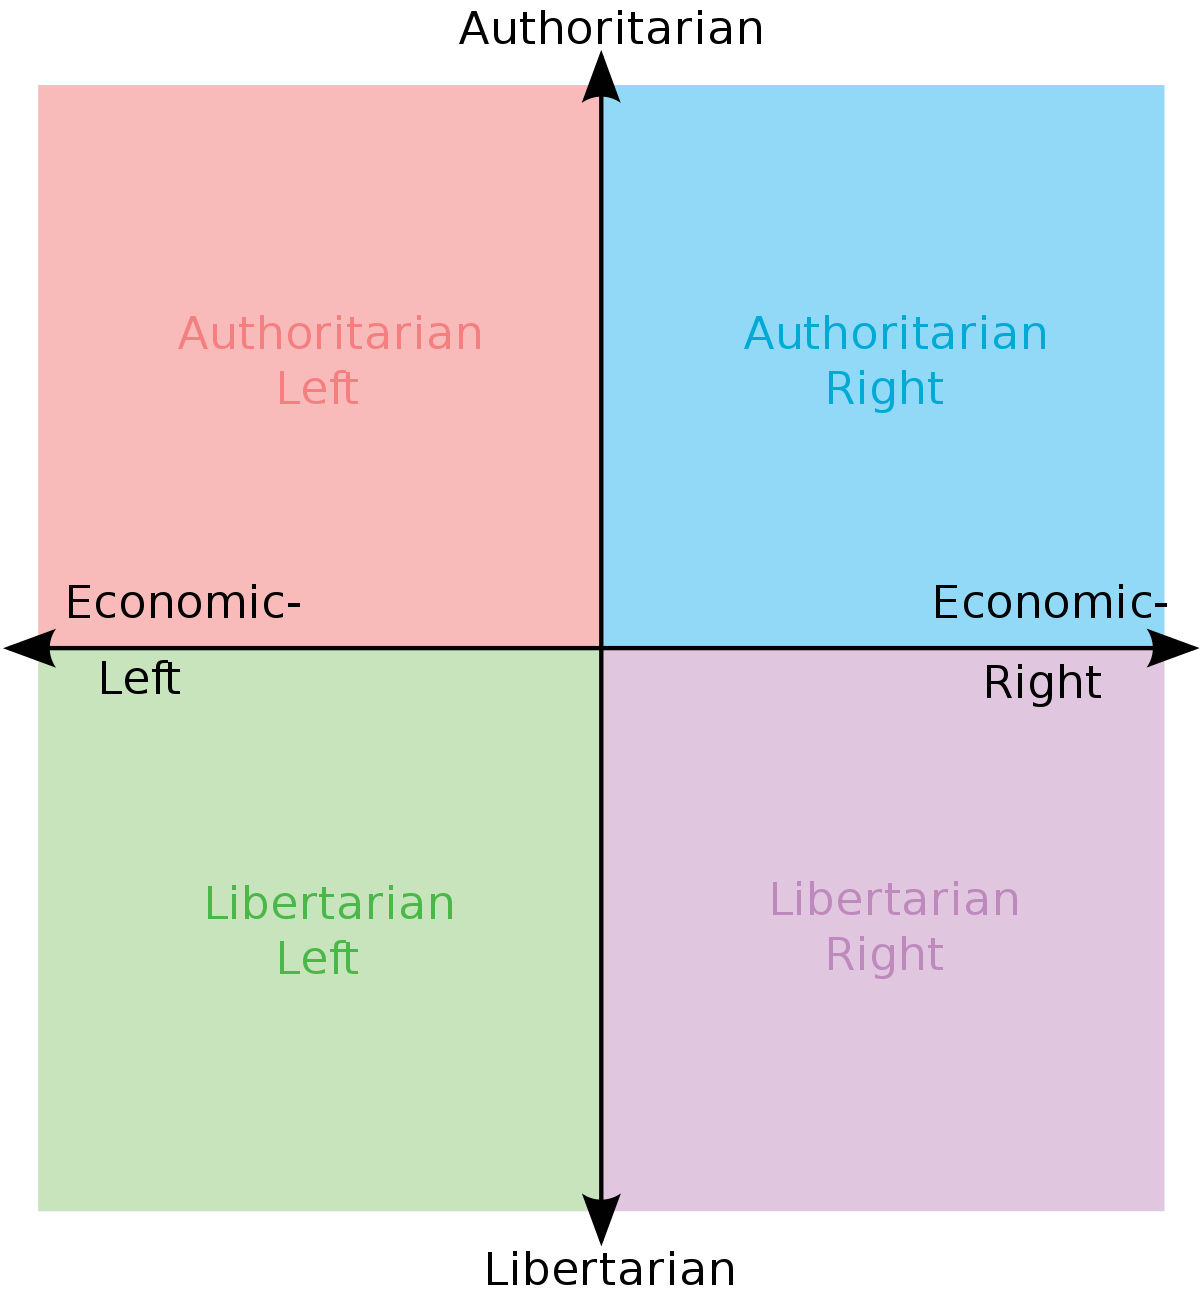 Authoritarian
Authoritarian
Left
Authoritarian
Right
Economic-
Left
Economic-
Right
Libertarian
Left
Libertarian
Right
Libertarian